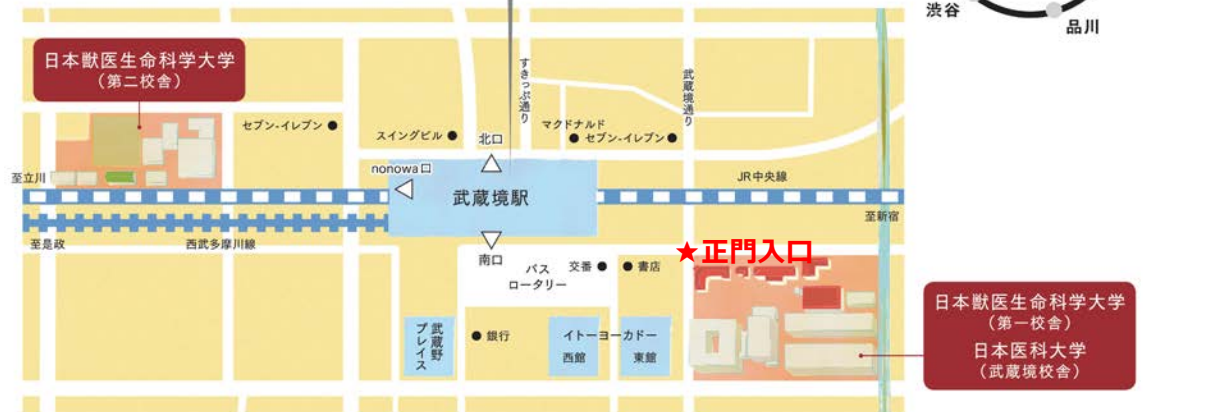 渋谷
品川
日本獣医生命科学大学
（第二校舎）
セブン-イレブン
スイングビル
北口
すきっぷ通り
マクドナルド
セブン-イレブン
武蔵境通り
至立川
nonowa口
武蔵境駅
JR中央線
至新宿
至是政
西武多摩川線
南口
バス
ロータリー
交番
書店
★正門入口
武蔵野
プレイス
銀行
イトーヨーカドー
西館
東館
日本獣医生命科学大学
（第一校舎）
日本医科大学
（武蔵境校舎）